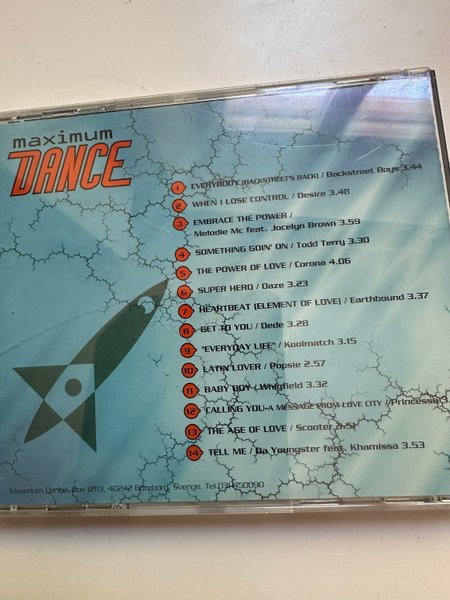 maximum
DANCE
1 EVERYBODY (BACKSTREET'S BACK) / Backstreet Boys 3.44
2 WHEN I LOSE CONTROL / Desire 3.48
3 EMBRACE THE POWER /
Melodie Mc feat. Jocelyn Brown 3.59
4 SOMETHING GOIN' ON / Todd Terry 3.30
5 THE POWER OF LOVE / Corona 4.06
6 SUPER HERO / Daze 3.23
7 HEARTBEAT (ELEMENT OF LOVE) / Earthbound 3.37
8 GET TO YOU / Dede 3.28
9 "EVERYDAY LIFE" / Koolmatch 3.15
10 LATIN LOVER / Popsie 2.57
11 BABY BOY / Whigfield 3.32
12 CALLING YOU-A MESSAGE FROM LOVE CITY / Princessa
13 THE AGE OF LOVE / Scooter 3.51
14 TELL ME / Da Youngster feat. Khamissa 3.53
Maximum Dance, Box 12113, 40242 Göteborg, Sverige. Tel.